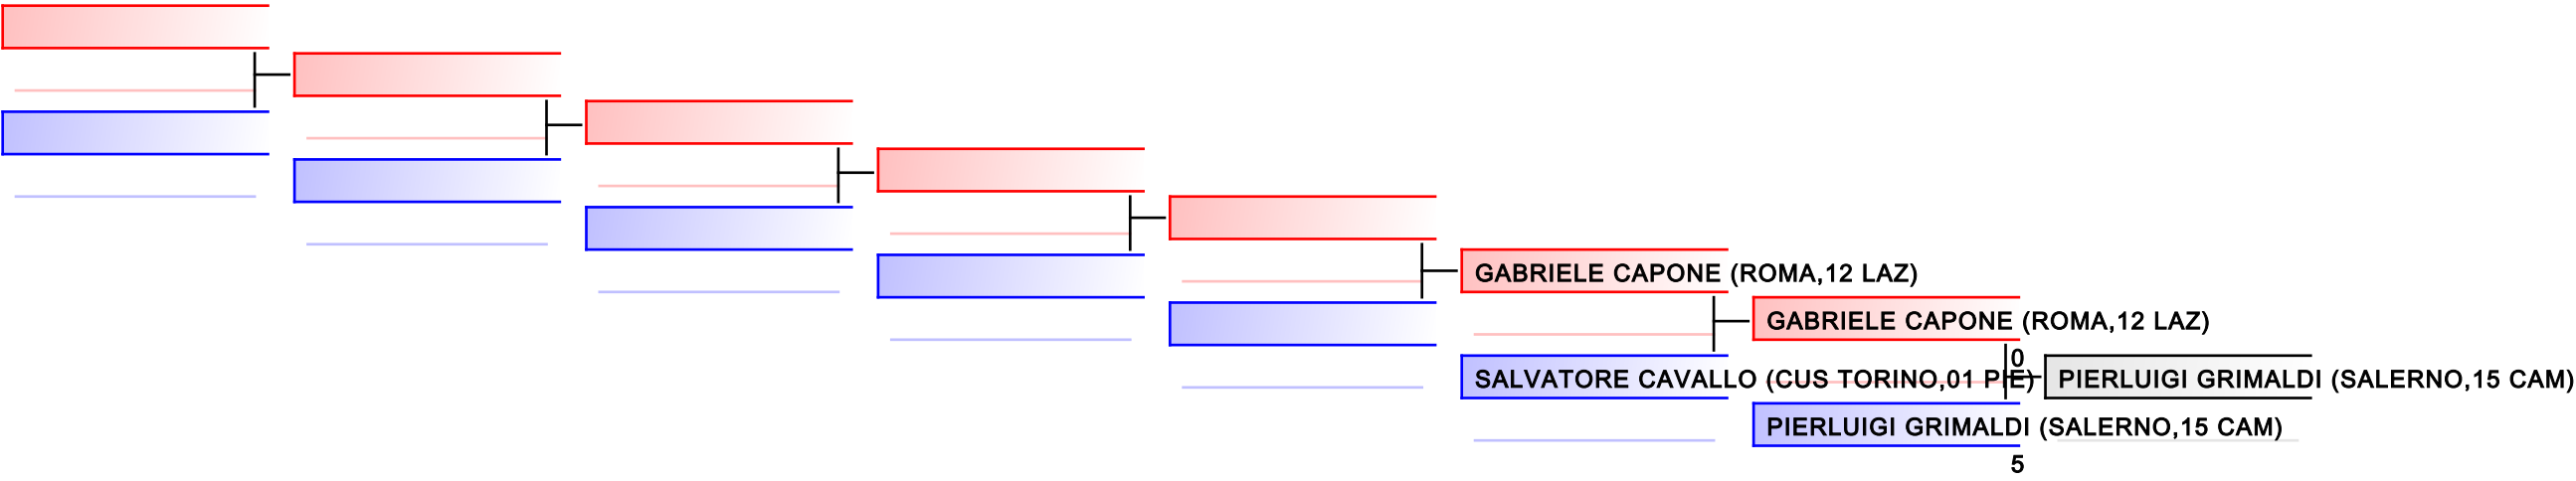 GABRIELE CAPONE (ROMA,12 LAZ)
GABRIELE CAPONE (ROMA,12 LAZ)
0
SALVATORE CAVALLO (CUS TORINO,01 PIE)
PIERLUIGI GRIMALDI (SALERNO,15 CAM)
PIERLUIGI GRIMALDI (SALERNO,15 CAM)
5